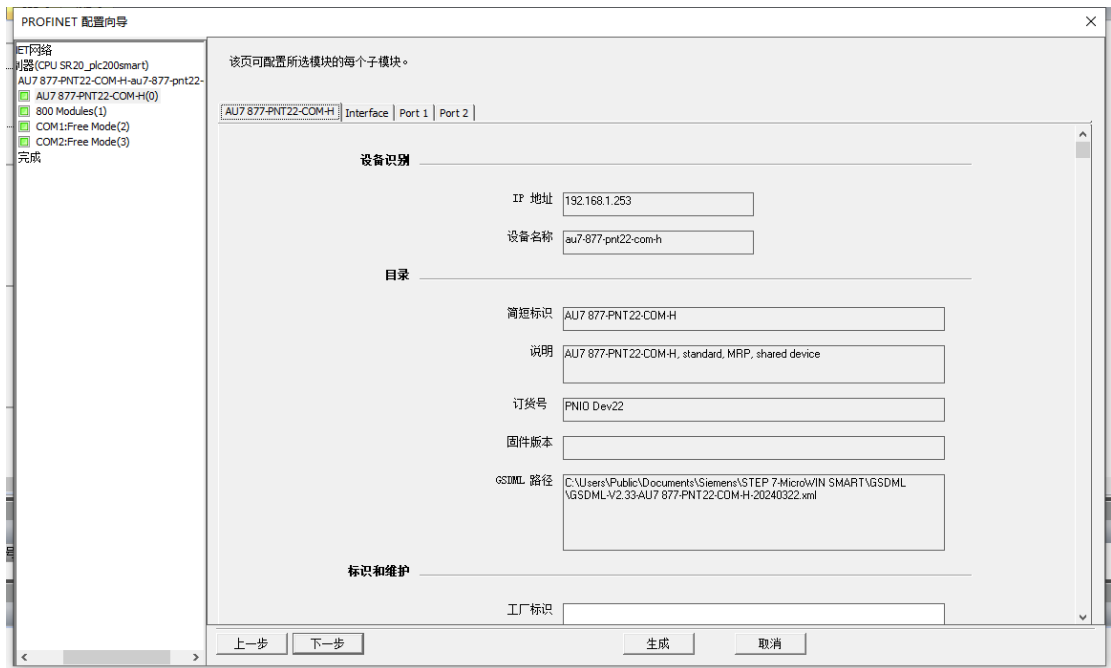 PROFINET 配置向导
ET网络
制器(CPU SR20_plc200smart)
AU7 877-PNT22-COM-H-au7-877-pnt22-
AU7 877-PNT22-COM-H(0)
800 Modules(1)
COM1:Free Mode(2)
COM2:Free Mode(3)
完成
该页可配置所选模块的每个子模块。
AU7 877-PNT22-COM-H Interface Port 1 Port 2
设备识别
IP 地址 192.168.1.253
设备名称 au7-877-pnt22-com-h
目录
简短标识 AU7 877-PNT22-COM-H
说明 AU7 877-PNT22-COM-H, standard, MRP, shared device
订货号 PNIO Dev22
固件版本
GSDML 路径 C:\Users\Public\Documents\Siemens\STEP 7-MicroWIN SMART\GSDML
\GSDML-V2.33-AU7 877-PNT22-COM-H-20240322.xml
标识和维护
工厂标识
上一步 下一步 生成 取消